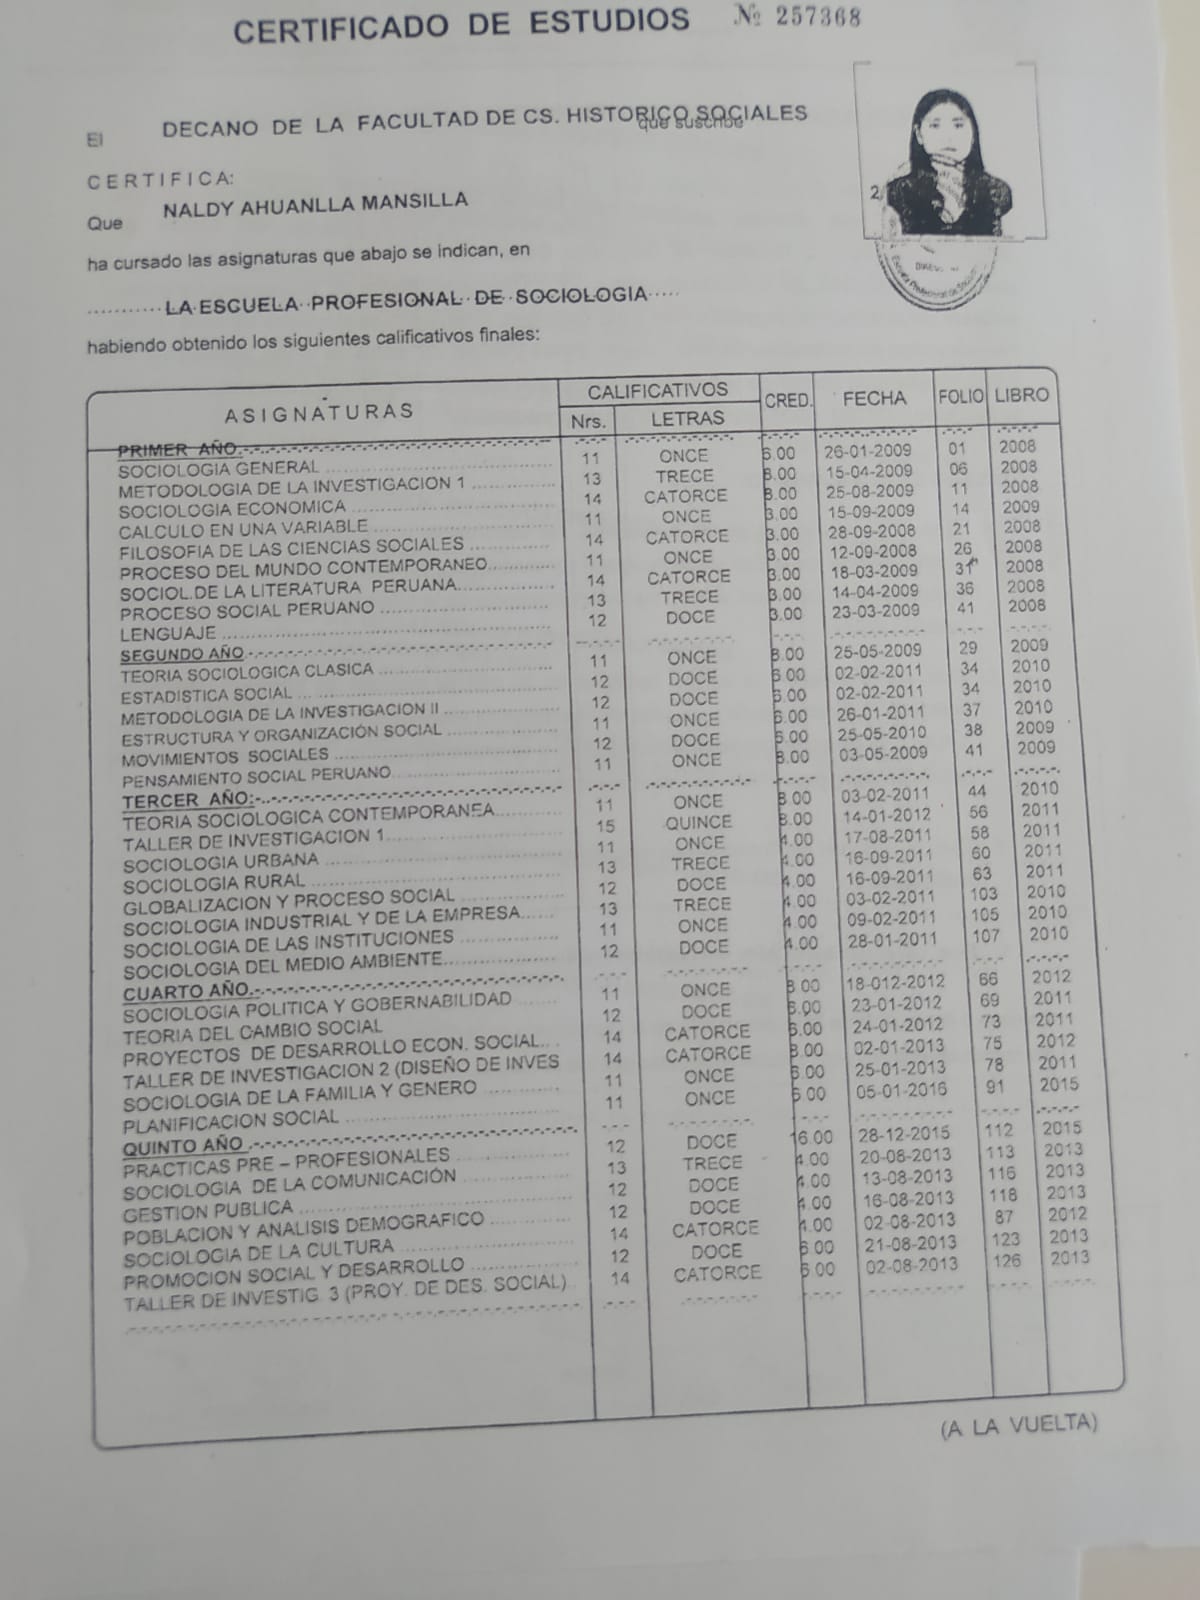 CERTIFICADO DE ESTUDIOS № 257368
El DECANO DE LA FACULTAD DE CS. HISTORICO SOCIALES
que suscribe
CERTIFICA:
Que NALDY AHUANLLA MANSILLA
ha cursado las asignaturas que abajo se indican, en
LA ESCUELA PROFESIONAL DE SOCIOLOGIA
habiendo obtenido los siguientes calificativos finales:
ASIGNATURAS CALIFICATIVOS CRED. FECHA FOLIO LIBRO
Nrs. LETRAS
PRIMER AÑO.
SOCIOLOGIA GENERAL 11 ONCE 6.00 26-01-2009 01 2008
METODOLOGIA DE LA INVESTIGACION 1 13 TRECE 8.00 15-04-2009 06 2008
SOCIOLOGIA ECONOMICA 14 CATORCE 8.00 25-08-2009 11 2008
CALCULO EN UNA VARIABLE 11 ONCE 3.00 15-09-2009 14 2009
FILOSOFIA DE LAS CIENCIAS SOCIALES 14 CATORCE 3.00 28-09-2008 21 2008
PROCESO DEL MUNDO CONTEMPORANEO 11 ONCE 3.00 12-09-2008 26 2008
SOCIOL.DE LA LITERATURA PERUANA 14 CATORCE 3.00 18-03-2009 31 2008
PROCESO SOCIAL PERUANO 13 TRECE 3.00 14-04-2009 36 2008
LENGUAJE 12 DOCE 3.00 23-03-2009 41 2008
SEGUNDO AÑO
TEORIA SOCIOLOGICA CLASICA 11 ONCE 8.00 25-05-2009 29 2009
ESTADISTICA SOCIAL 12 DOCE 6.00 02-02-2011 34 2010
METODOLOGIA DE LA INVESTIGACION II 12 DOCE 6.00 02-02-2011 34 2010
ESTRUCTURA Y ORGANIZACIÓN SOCIAL 11 ONCE 6.00 26-01-2011 37 2010
MOVIMIENTOS SOCIALES 12 DOCE 6.00 25-05-2010 38 2009
PENSAMIENTO SOCIAL PERUANO 11 ONCE 8.00 03-05-2009 41 2009
TERCER AÑO:
TEORIA SOCIOLOGICA CONTEMPORANEA 11 ONCE 8.00 03-02-2011 44 2010
TALLER DE INVESTIGACION 1 15 QUINCE 8.00 14-01-2012 56 2011
SOCIOLOGIA URBANA 11 ONCE 4.00 17-08-2011 58 2011
SOCIOLOGIA RURAL 13 TRECE 4.00 16-09-2011 60 2011
GLOBALIZACION Y PROCESO SOCIAL 12 DOCE 4.00 16-09-2011 63 2011
SOCIOLOGIA INDUSTRIAL Y DE LA EMPRESA 13 TRECE 4.00 03-02-2011 103 2010
SOCIOLOGIA DE LAS INSTITUCIONES 11 ONCE 4.00 09-02-2011 105 2010
SOCIOLOGIA DEL MEDIO AMBIENTE 12 DOCE 4.00 28-01-2011 107 2010
CUARTO AÑO.
SOCIOLOGIA POLITICA Y GOBERNABILIDAD 11 ONCE 8.00 18-012-2012 66 2012
TEORIA DEL CAMBIO SOCIAL 12 DOCE 6.00 23-01-2012 69 2011
PROYECTOS DE DESARROLLO ECON. SOCIAL 14 CATORCE 6.00 24-01-2012 73 2011
TALLER DE INVESTIGACION 2 (DISEÑO DE INVES 14 CATORCE 8.00 02-01-2013 75 2012
SOCIOLOGIA DE LA FAMILIA Y GENERO 11 ONCE 6.00 25-01-2013 78 2011
PLANIFICACION SOCIAL 11 ONCE 6.00 05-01-2016 91 2015
QUINTO AÑO
PRACTICAS PRE – PROFESIONALES 12 DOCE 16.00 28-12-2015 112 2015
SOCIOLOGIA DE LA COMUNICACIÓN 13 TRECE 4.00 20-08-2013 113 2013
GESTION PUBLICA 12 DOCE 4.00 13-08-2013 116 2013
POBLACION Y ANALISIS DEMOGRAFICO 12 DOCE 4.00 16-08-2013 118 2013
SOCIOLOGIA DE LA CULTURA 14 CATORCE 4.00 02-08-2013 87 2012
PROMOCION SOCIAL Y DESARROLLO 12 DOCE 6.00 21-08-2013 123 2013
TALLER DE INVESTIG 3 (PROY. DE DES. SOCIAL) 14 CATORCE 6.00 02-08-2013 126 2013
(A LA VUELTA)